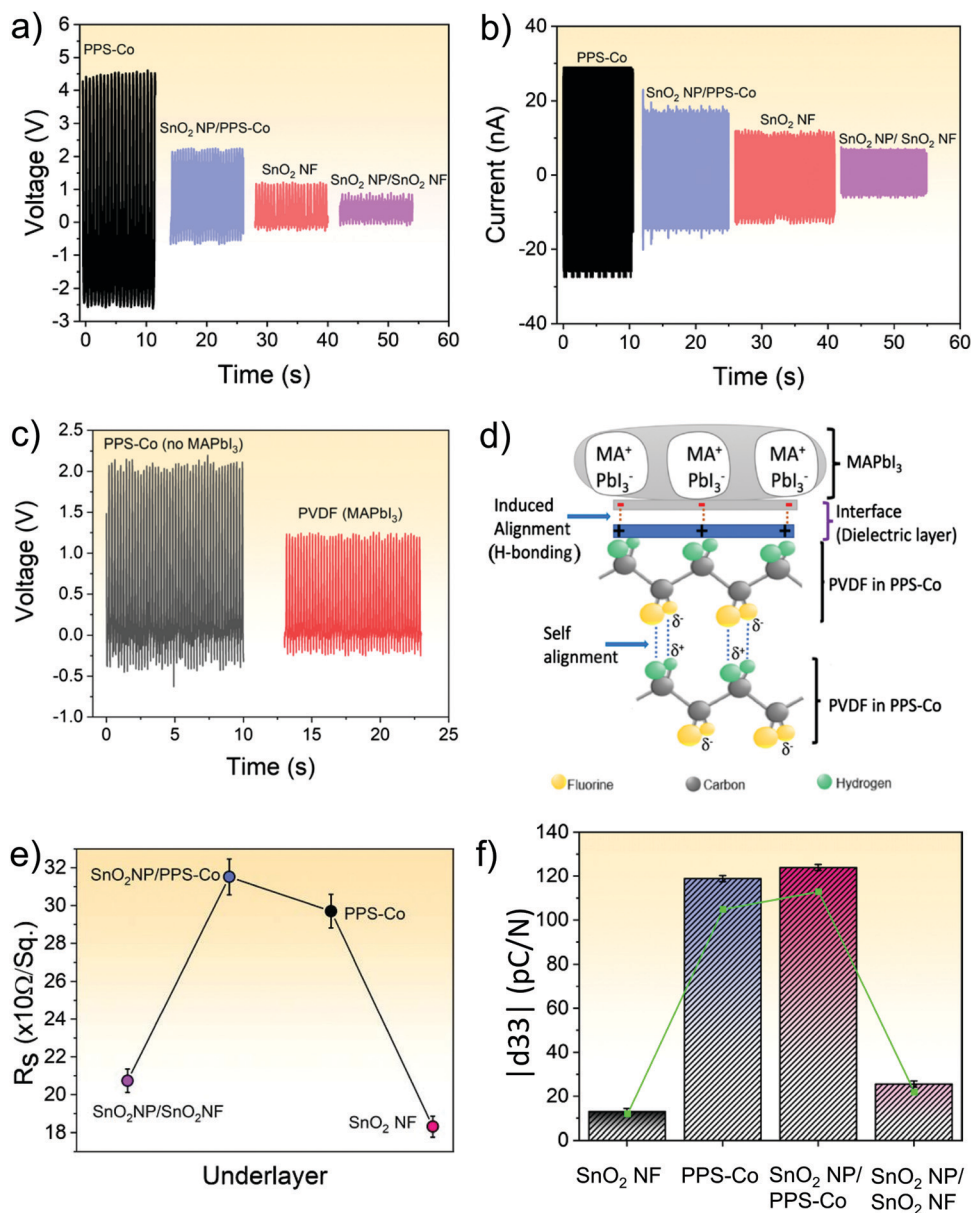 a)
6
5
4
3
2
1
0
-1
-2
-3
Voltage (V)
PPS-Co
SnO₂ NP/PPS-Co
SnO₂ NF
SnO₂ NP/SnO₂ NF
0 10 20 30 40 50 60
Time (s)
b)
40
20
0
-20
-40
Current (nA)
PPS-Co
SnO₂ NP/PPS-Co
SnO₂ NF
SnO₂ NP/ SnO₂ NF
0 10 20 30 40 50 60
Time (s)
c)
2.5
2.0
1.5
1.0
0.5
0.0
-0.5
-1.0
Voltage (V)
PPS-Co (no MAPbI₃)
PVDF (MAPbI₃)
0 5 10 15 20 25
Time (s)
d)
MA⁺ MA⁺ MA⁺
PbI₃⁻ PbI₃⁻ PbI₃⁻
MAPbI₃
- - -
+ + +
Induced
Alignment
(H-bonding)
Interface
(Dielectric layer)
PVDF in PPS-Co
δ⁻ δ⁻
Self
alignment
δ⁺ δ⁺
PVDF in PPS-Co
δ⁻ δ⁻
Fluorine Carbon Hydrogen
e)
32
30
28
26
24
22
20
18
Rs (x10Ω/Sq.)
SnO₂NP/PPS-Co
PPS-Co
SnO₂NP/SnO₂NF
SnO₂ NF
Underlayer
f)
140
120
100
80
60
40
20
0
|d33| (pC/N)
SnO₂ NF PPS-Co SnO₂ NP/ SnO₂ NP/
PPS-Co SnO₂ NF